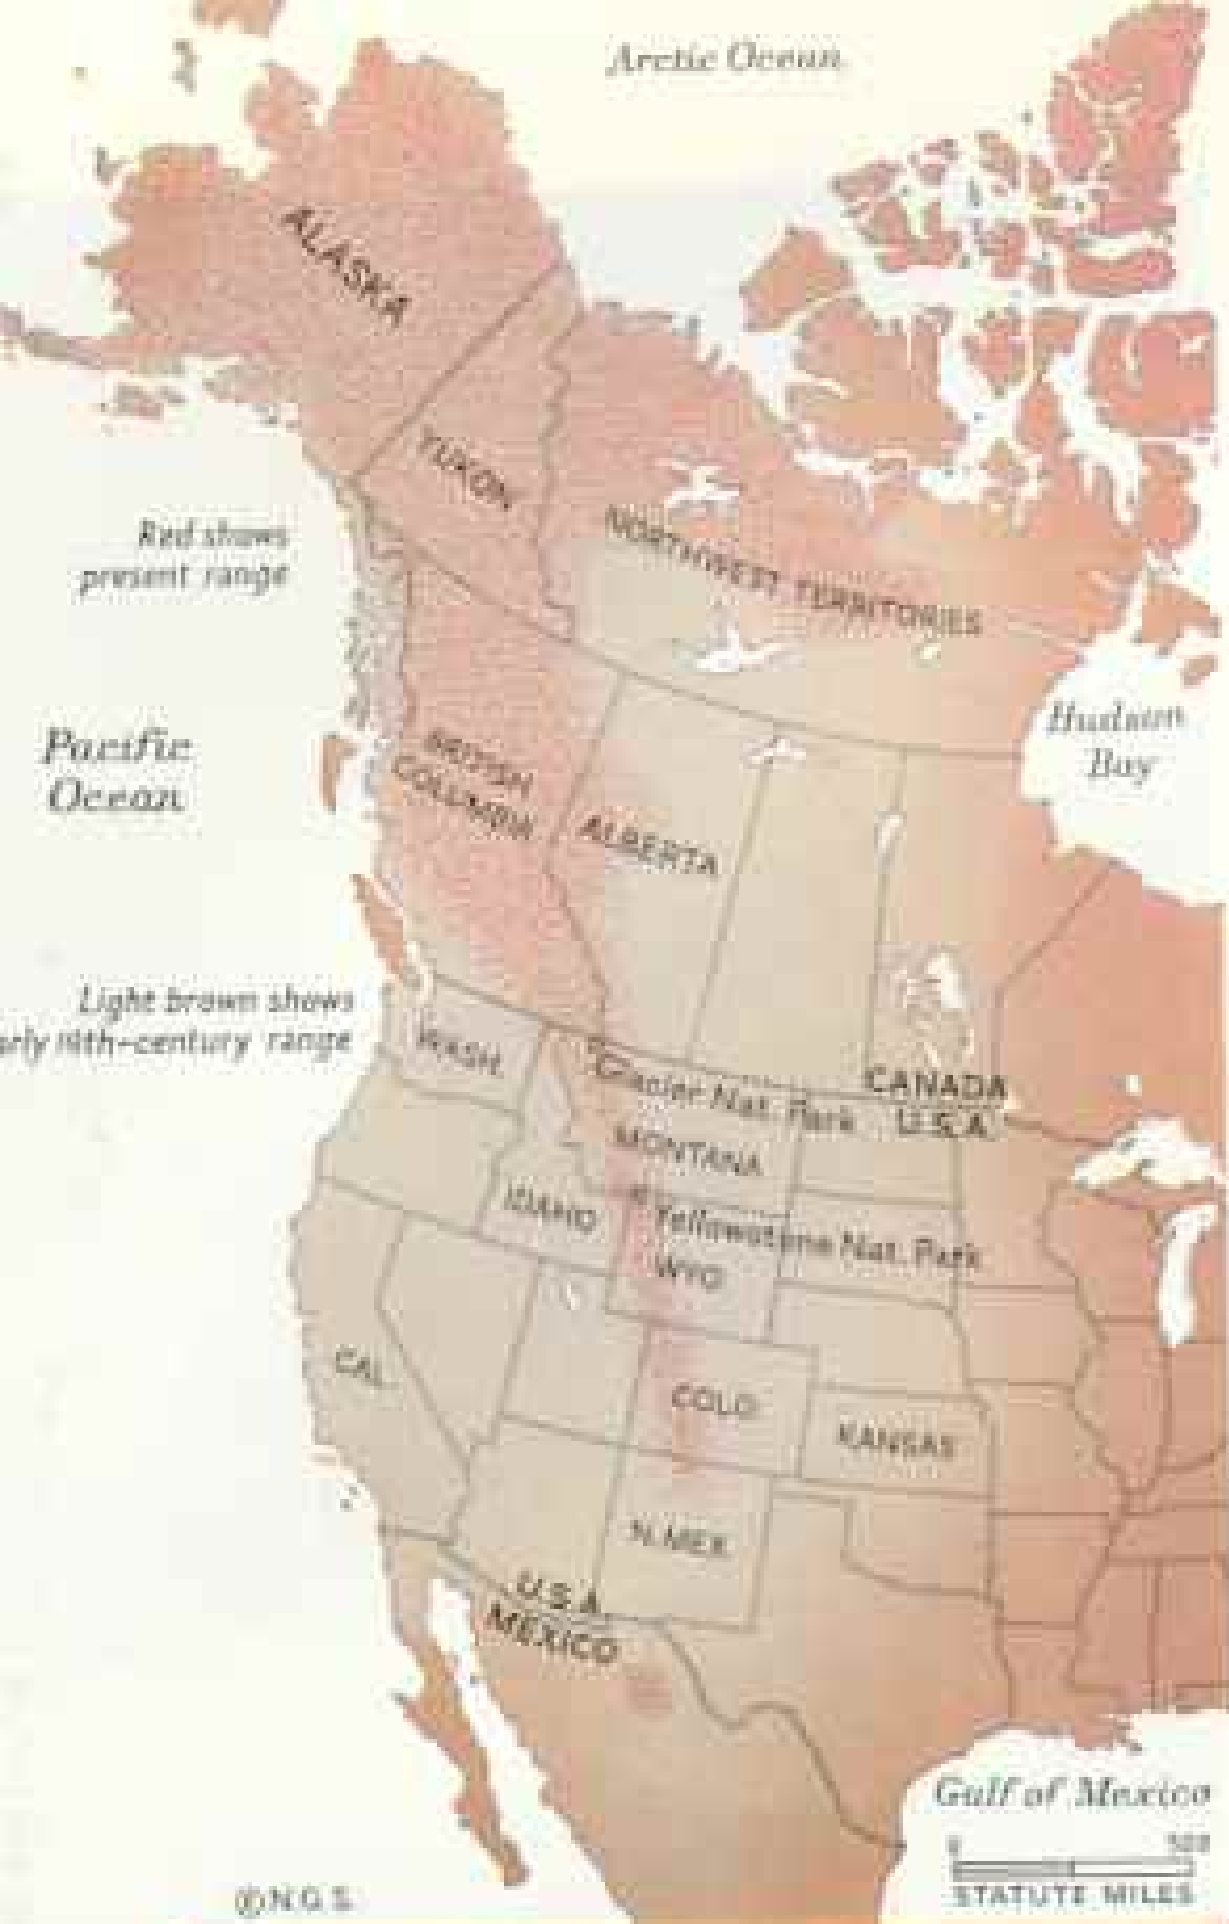 Arctic Ocean
ALASKA
YUKON
Red shows
present range
NORTHWEST TERRITORIES
Hudson
Bay
Pacific
Ocean
BRITISH
COLUMBIA
ALBERTA
Light brown shows
arly 19th-century range
WASH.
Glacier Nat. Park
CANADA
U.S.A.
MONTANA
IDAHO
Yellowstone Nat. Park
WYO
CAL
COLO
KANSAS
N. MEX
U.S.A.
MEXICO
Gulf of Mexico
0 500
STATUTE MILES
© N.G.S.